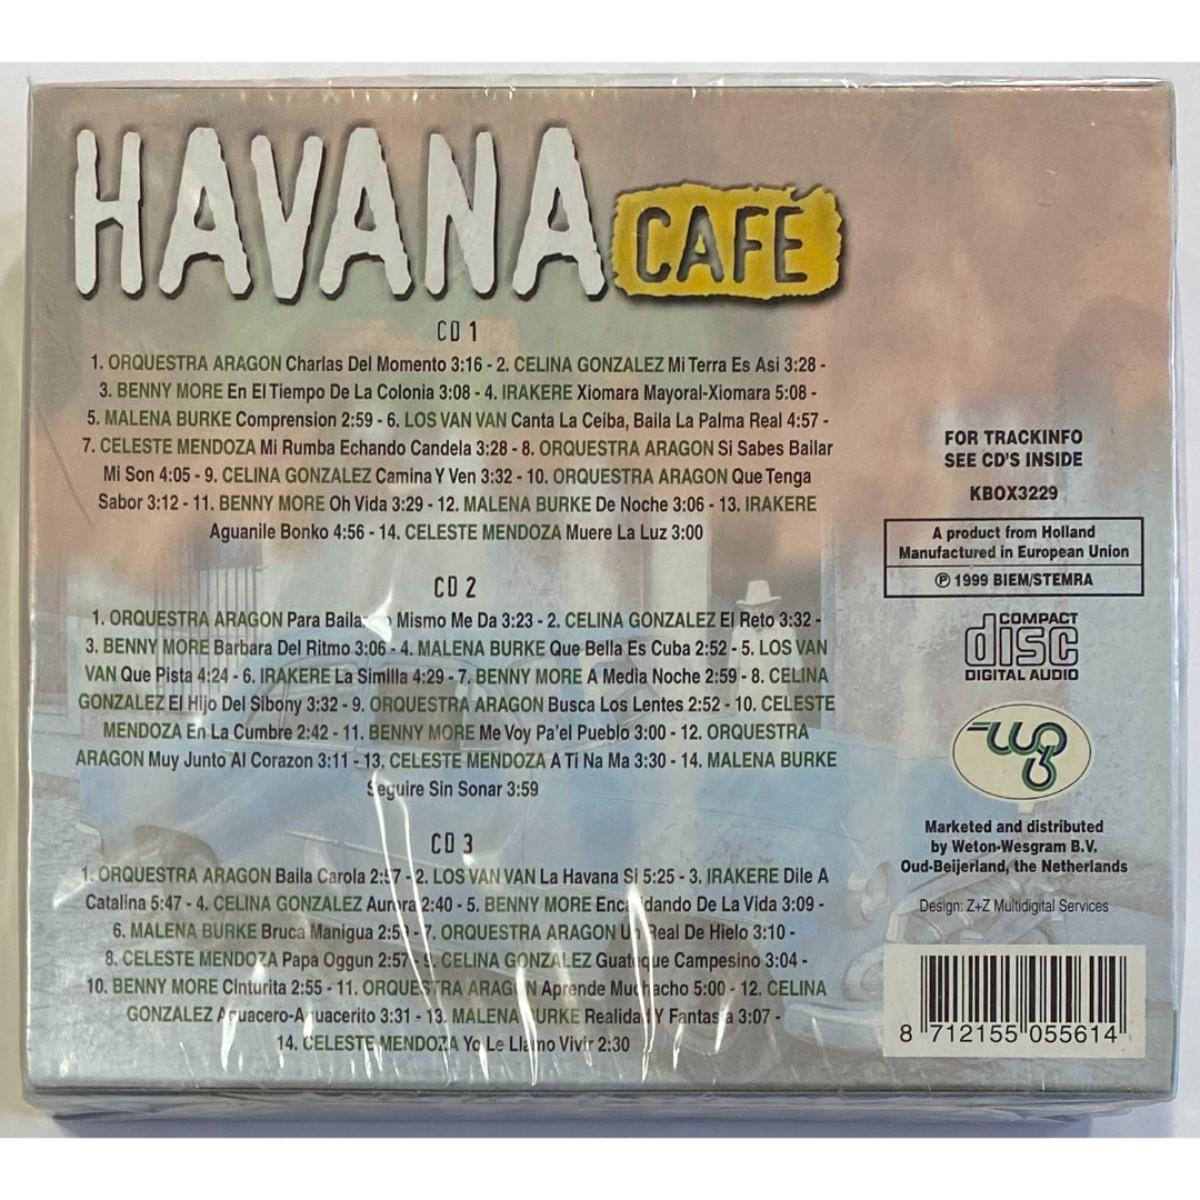 HAVANA CAFÉ
CD 1
1. ORQUESTRA ARAGON Charlas Del Momento 3:16 - 2. CELINA GONZALEZ Mi Terra Es Asi 3:28 -
3. BENNY MORE En El Tiempo De La Colonia 3:08 - 4. IRAKERE Xiomara Mayoral-Xiomara 5:08 -
5. MALENA BURKE Comprension 2:59 - 6. LOS VAN VAN Canta La Ceiba, Baila La Palma Real 4:57 -
7. CELESTE MENDOZA Mi Rumba Echando Candela 3:28 - 8. ORQUESTRA ARAGON Si Sabes Bailar
Mi Son 4:05 - 9. CELINA GONZALEZ Camina Y Ven 3:32 - 10. ORQUESTRA ARAGON Que Tenga
Sabor 3:12 - 11. BENNY MORE Oh Vida 3:29 - 12. MALENA BURKE De Noche 3:06 - 13. IRAKERE
Aguanile Bonko 4:56 - 14. CELESTE MENDOZA Muere La Luz 3:00
CD 2
1. ORQUESTRA ARAGON Para Mismo Me Da 3:23 - 2. CELINA GONZALEZ El Reto 3:32 -
3. BENNY MORE Barbara Del Ritmo 3:06 - 4. MALENA BURKE Que Bella Es Cuba 2:52 - 5. LOS VAN
VAN Que Pista 4:24 - 6. IRAKERE La Similla 4:29 - 7. BENNY MORE A Media Noche 2:59 - 8. CELINA
GONZALEZ El Hijo Del Sibony 3:32 - 9. ORQUESTRA ARAGON Busca Los Lentes 2:52 - 10. CELESTE
MENDOZA En La Cumbre 2:42 - 11. BENNY MORE Me Voy Pa'el Pueblo 3:00 - 12. ORQUESTRA
ARAGON Muy Junto Al Corazon 3:11 - 13. CELESTE MENDOZA A Ti Na Ma 3:30 - 14. MALENA BURKE
Seguire Sin Sonar 3:59
CD 3
1. ORQUESTRA ARAGON Baila Carola 2:57 - 2. LOS VAN VAN La Havana Si 5:25 - 3. IRAKERE Dile A
Catalina 5:47 - 4. CELINA GONZALEZ Aurora 2:40 - 5. BENNY MORE De La Vida 3:09 -
6. MALENA BURKE Bruca Manigua 2:59 - 7. ORQUESTRA ARAGON Un Real De Hielo 3:10 -
8. CELESTE MENDOZA Papa Oggun 2:57 - 9. CELINA GONZALEZ Guateque Campesino 3:04 -
10. BENNY MORE Cinturita 2:55 - 11. ORQUESTRA ARAGON Aprende Muchacho 5:00 - 12. CELINA
GONZALEZ Aguacero-Aguacerito 3:31 - 13. MALENA BURKE Realidad Y Fantasia 3:07 -
14. CELESTE MENDOZA Yo Le Llamo Vivir 2:30
FOR TRACKINFO
SEE CD'S INSIDE
KBOX3229
A product from Holland
Manufactured in European Union
℗ 1999 BIEM/STEMRA
COMPACT
disc
DIGITAL AUDIO
Marketed and distributed
by Weton-Wesgram B.V.
Oud-Beijerland, the Netherlands
Design: Z+Z Multidigital Services
8 712155 055614